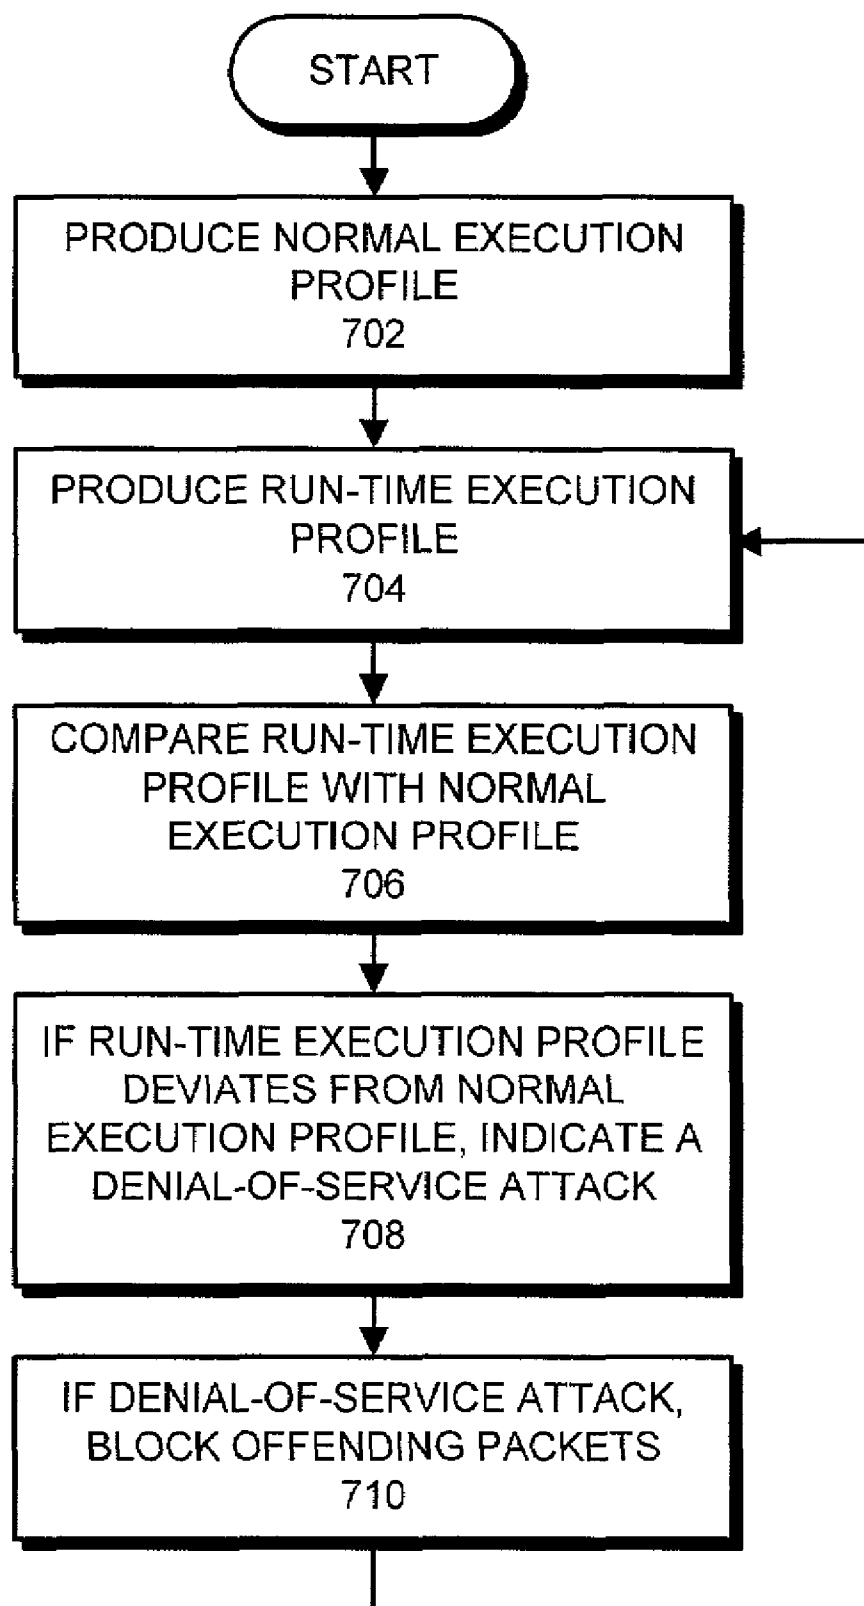 START
PRODUCE NORMAL EXECUTION
PROFILE
702
PRODUCE RUN-TIME EXECUTION
PROFILE
704
COMPARE RUN-TIME EXECUTION
PROFILE WITH NORMAL
EXECUTION PROFILE
706
IF RUN-TIME EXECUTION PROFILE
DEVIATES FROM NORMAL
EXECUTION PROFILE, INDICATE A
DENIAL-OF-SERVICE ATTACK
708
IF DENIAL-OF-SERVICE ATTACK,
BLOCK OFFENDING PACKETS
710